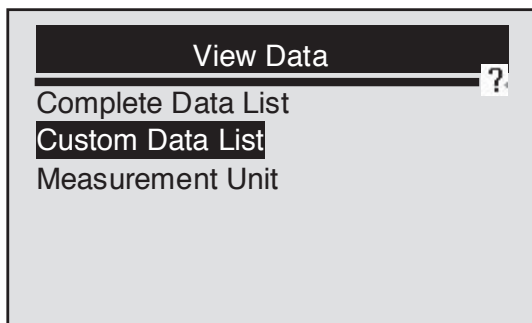 View Data
?
Complete Data List
Custom Data List
Measurement Unit